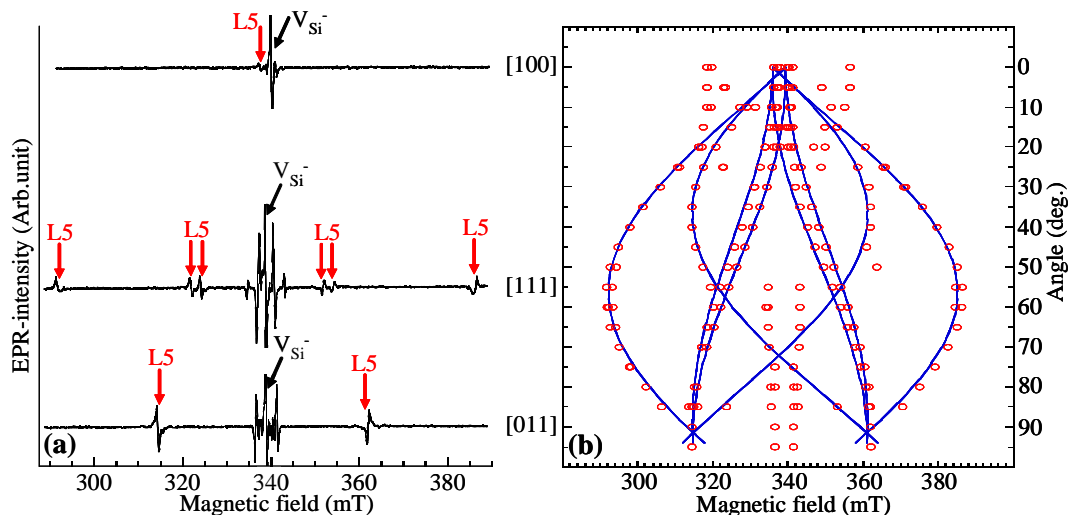 L5
V_Si^-
[100]
V_Si^-
L5
L5
L5
L5
[111]
V_Si^-
L5
L5
[011]
(a)
EPR-intensity (Arb.unit)
300
320
340
360
380
Magnetic field (mT)
0
10
20
30
40
50
60
70
80
90
Angle (deg.)
(b)
300
320
340
360
380
Magnetic field (mT)